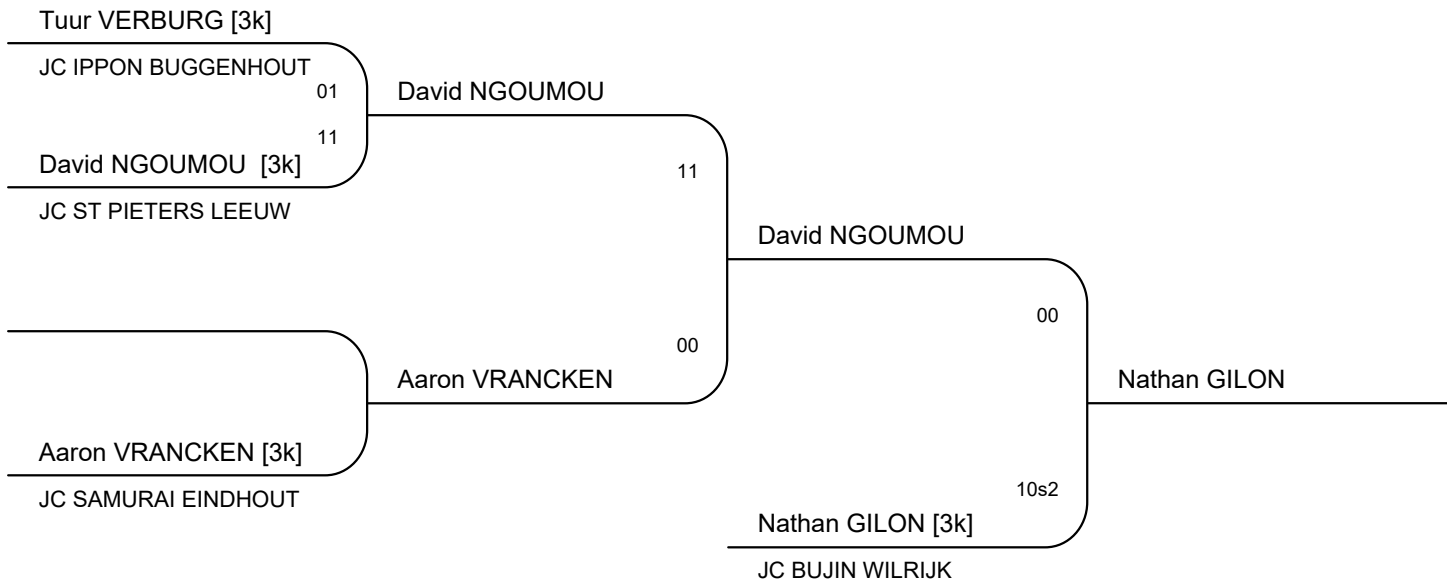 Tuur VERBURG [3k]
JC IPPON BUGGENHOUT
01
David NGOUMOU
11
David NGOUMOU  [3k]
11
JC ST PIETERS LEEUW
David NGOUMOU
00
00
Aaron VRANCKEN
Nathan GILON
Aaron VRANCKEN [3k]
JC SAMURAI EINDHOUT
10s2
Nathan GILON [3k]
JC BUJIN WILRIJK